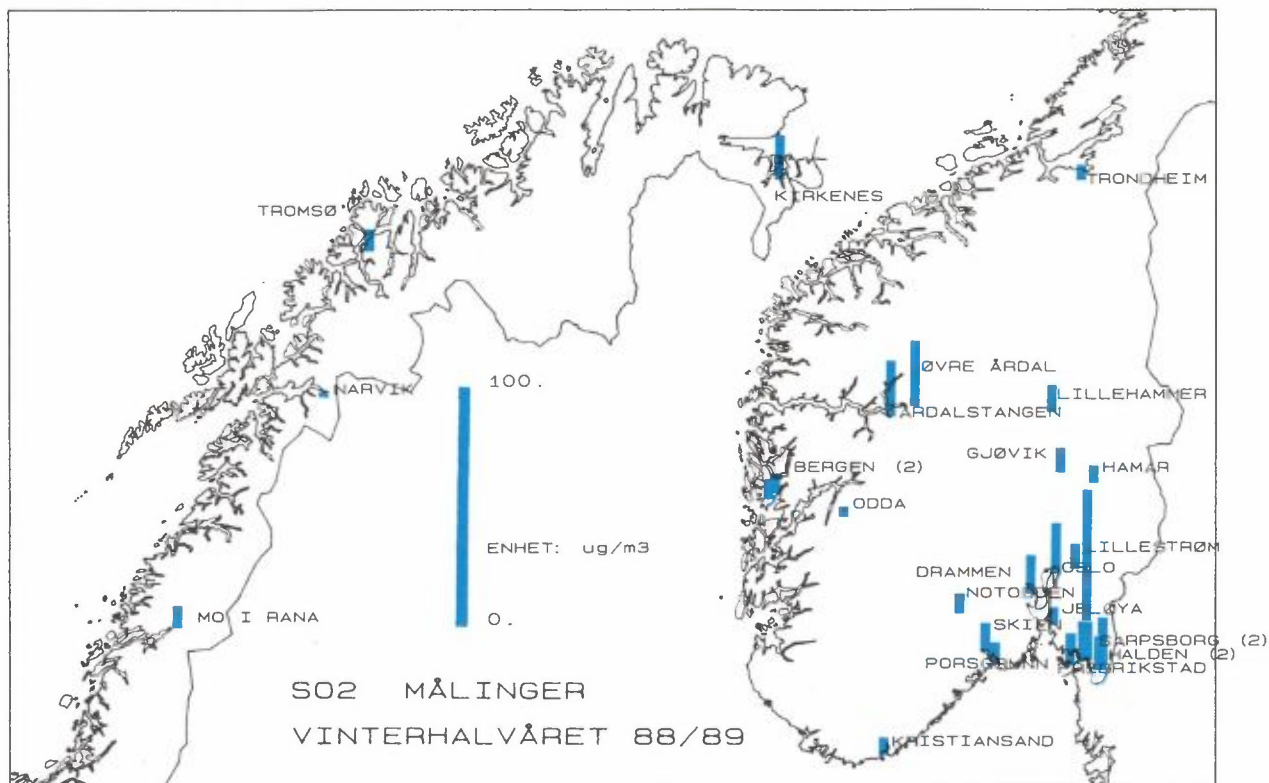 TROMSØ
KIRKENES
TRONDHEIM
NARVIK
100.
ØVRE ÅRDAL
LILLEHAMMER
ÅRDALSTANGEN
GJØVIK
HAMAR
BERGEN (2)
ODDA
ENHET: ug/m3
LILLESTRØM
OSLO
DRAMMEN
NOTODDEN
JELØYA
MO I RANA
0.
SKIEN
SARPSBORG (2)
HALDEN (2)
PORSGRUNN
FREDRIKSTAD
SO2 MÅLINGER
VINTERHALVÅRET 88/89
KRISTIANSAND